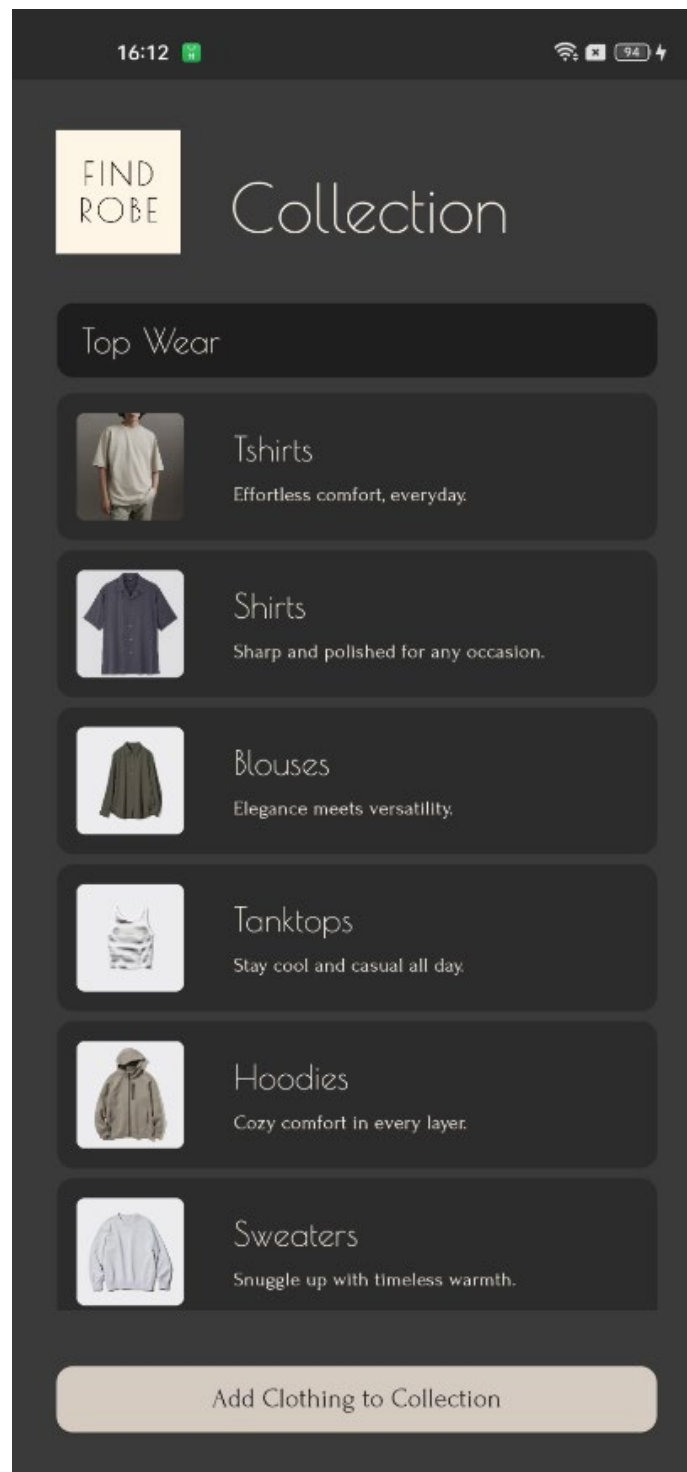 16:12
94
FIND
ROBE
Collection
Top Wear
Tshirts
Effortless comfort, everyday.
Shirts
Sharp and polished for any occasion.
Blouses
Elegance meets versatility.
Tanktops
Stay cool and casual all day.
Hoodies
Cozy comfort in every layer.
Sweaters
Snuggle up with timeless warmth.
Add Clothing to Collection